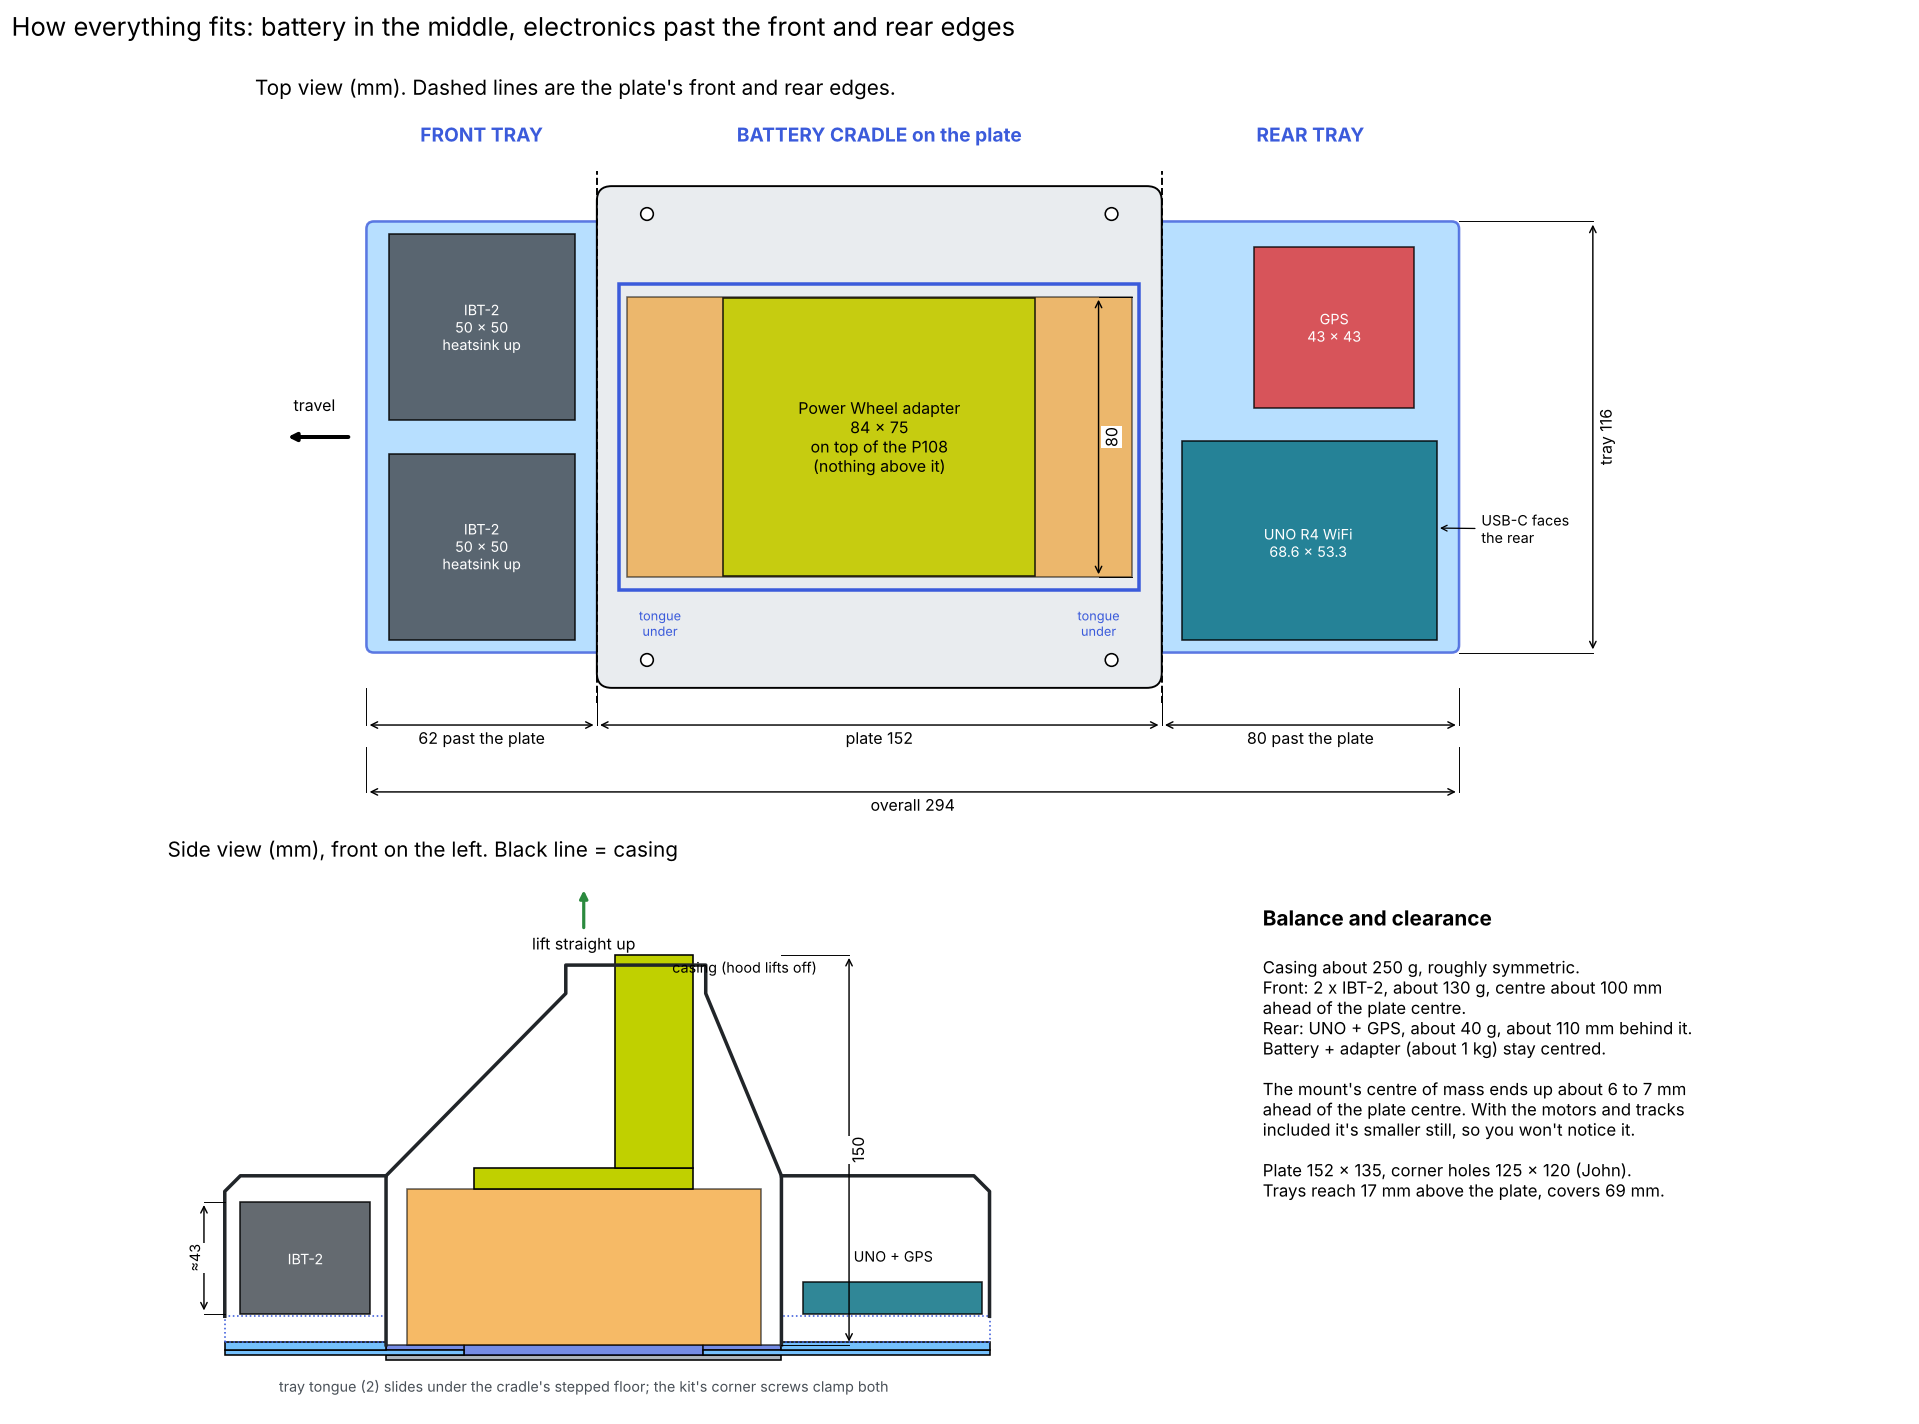 How everything fits: battery in the middle, electronics past the front and rear edges
Top view (mm). Dashed lines are the plate's front and rear edges.
FRONT TRAY
BATTERY CRADLE on the plate
REAR TRAY
IBT-2
50 × 50
heatsink up
GPS
43 × 43
travel
Power Wheel adapter
84 × 75
on top of the P108
(nothing above it)
80
tray 116
IBT-2
50 × 50
heatsink up
UNO R4 WiFi
68.6 × 53.3
USB-C faces
the rear
tongue
under
tongue
under
62 past the plate
plate 152
80 past the plate
overall 294
Side view (mm), front on the left. Black line = casing
lift straight up
casing (hood lifts off)
150
≈43
IBT-2
UNO + GPS
tray tongue (2) slides under the cradle's stepped floor; the kit's corner screws clamp both
Balance and clearance
Casing about 250 g, roughly symmetric.
Front: 2 x IBT-2, about 130 g, centre about 100 mm
ahead of the plate centre.
Rear: UNO + GPS, about 40 g, about 110 mm behind it.
Battery + adapter (about 1 kg) stay centred.
The mount's centre of mass ends up about 6 to 7 mm
ahead of the plate centre. With the motors and tracks
included it's smaller still, so you won't notice it.
Plate 152 × 135, corner holes 125 × 120 (John).
Trays reach 17 mm above the plate, covers 69 mm.